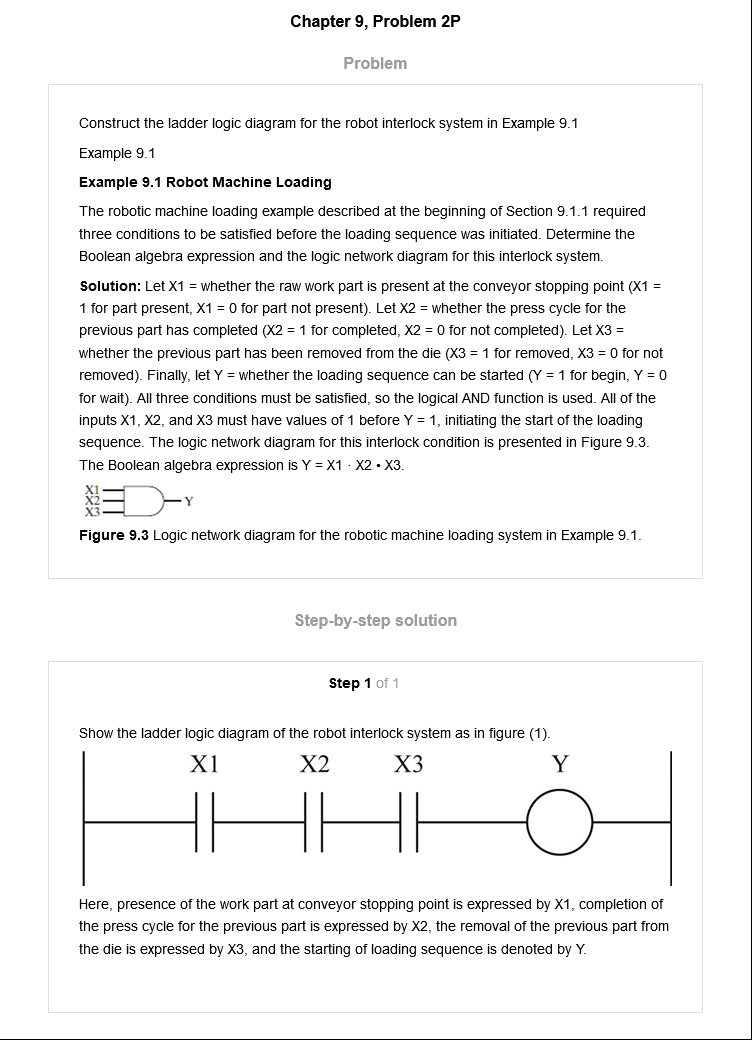 Chapter 9, Problem 2P
Problem
Construct the ladder logic diagram for the robot interlock system in Example 9.1
Example 9.1
Example 9.1 Robot Machine Loading
The robotic machine loading example described at the beginning of Section 9.1.1 required
three conditions to be satisfied before the loading sequence was initiated. Determine the
Boolean algebra expression and the logic network diagram for this interlock system.
Solution: Let X1 = whether the raw work part is present at the conveyor stopping point (X1 =
1 for part present, X1 = 0 for part not present). Let X2 = whether the press cycle for the
previous part has completed (X2 = 1 for completed, X2 = 0 for not completed). Let X3 =
whether the previous part has been removed from the die (X3 = 1 for removed, X3 = 0 for not
removed). Finally, let Y = whether the loading sequence can be started (Y = 1 for begin, Y = 0
for wait). All three conditions must be satisfied, so the logical AND function is used. All of the
inputs X1, X2, and X3 must have values of 1 before Y = 1, initiating the start of the loading
sequence. The logic network diagram for this interlock condition is presented in Figure 9.3.
The Boolean algebra expression is Y = X1 · X2 • X3.
X1
X2
X3
Y
Figure 9.3 Logic network diagram for the robotic machine loading system in Example 9.1.
Step-by-step solution
Step 1 of 1
Show the ladder logic diagram of the robot interlock system as in figure (1).
X1 X2 X3 Y
Here, presence of the work part at conveyor stopping point is expressed by X1, completion of
the press cycle for the previous part is expressed by X2, the removal of the previous part from
the die is expressed by X3, and the starting of loading sequence is denoted by Y.